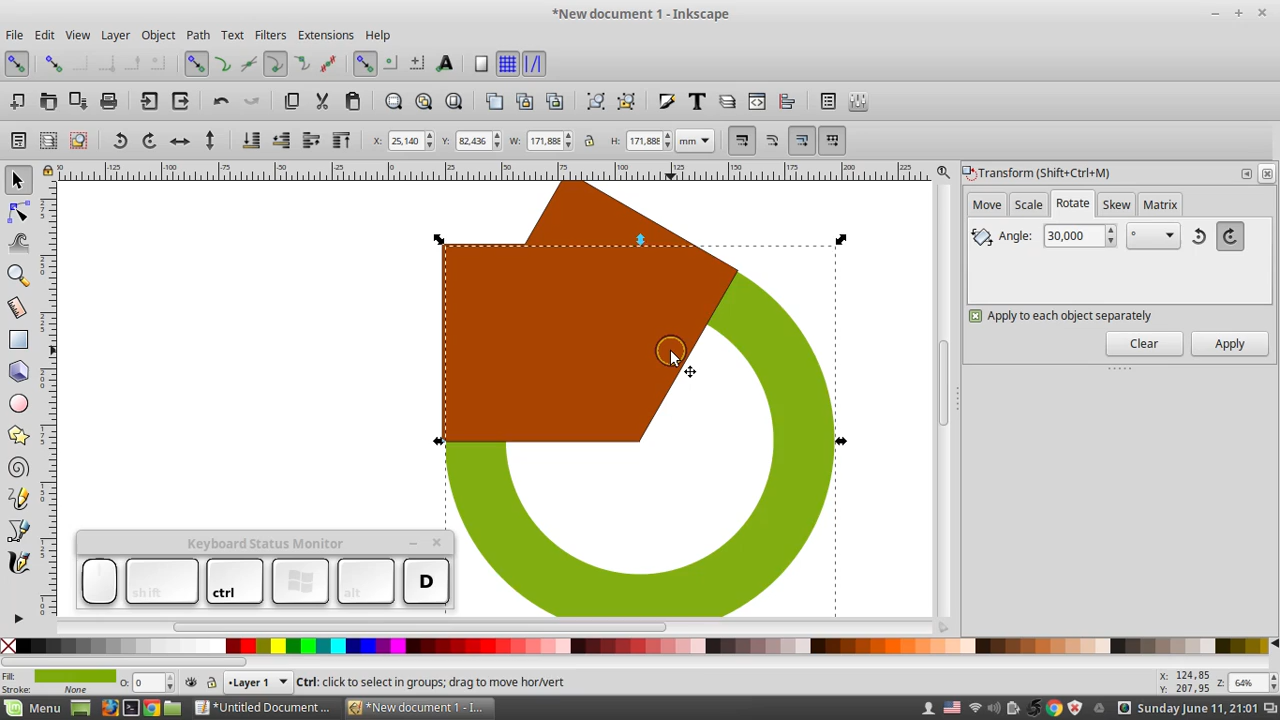 *New document 1 - Inkscape
File Edit View Layer Object Path Text Filters Extensions Help
X: 25,140 Y: 82,436 W: 171,888 H: 171,888 mm
Transform (Shift+Ctrl+M)
Move Scale Rotate Skew Matrix
Angle: 30,000 °
Apply to each object separately
Clear Apply
Keyboard Status Monitor
shift ctrl alt D
Fill:
Stroke: None
O: 0
Layer 1
Ctrl: click to select in groups; drag to move hor/vert
X: 124,85
Y: 207,95
Z: 64%
Menu
*Untitled Document ...
*New document 1 - I...
Sunday June 11, 21:01